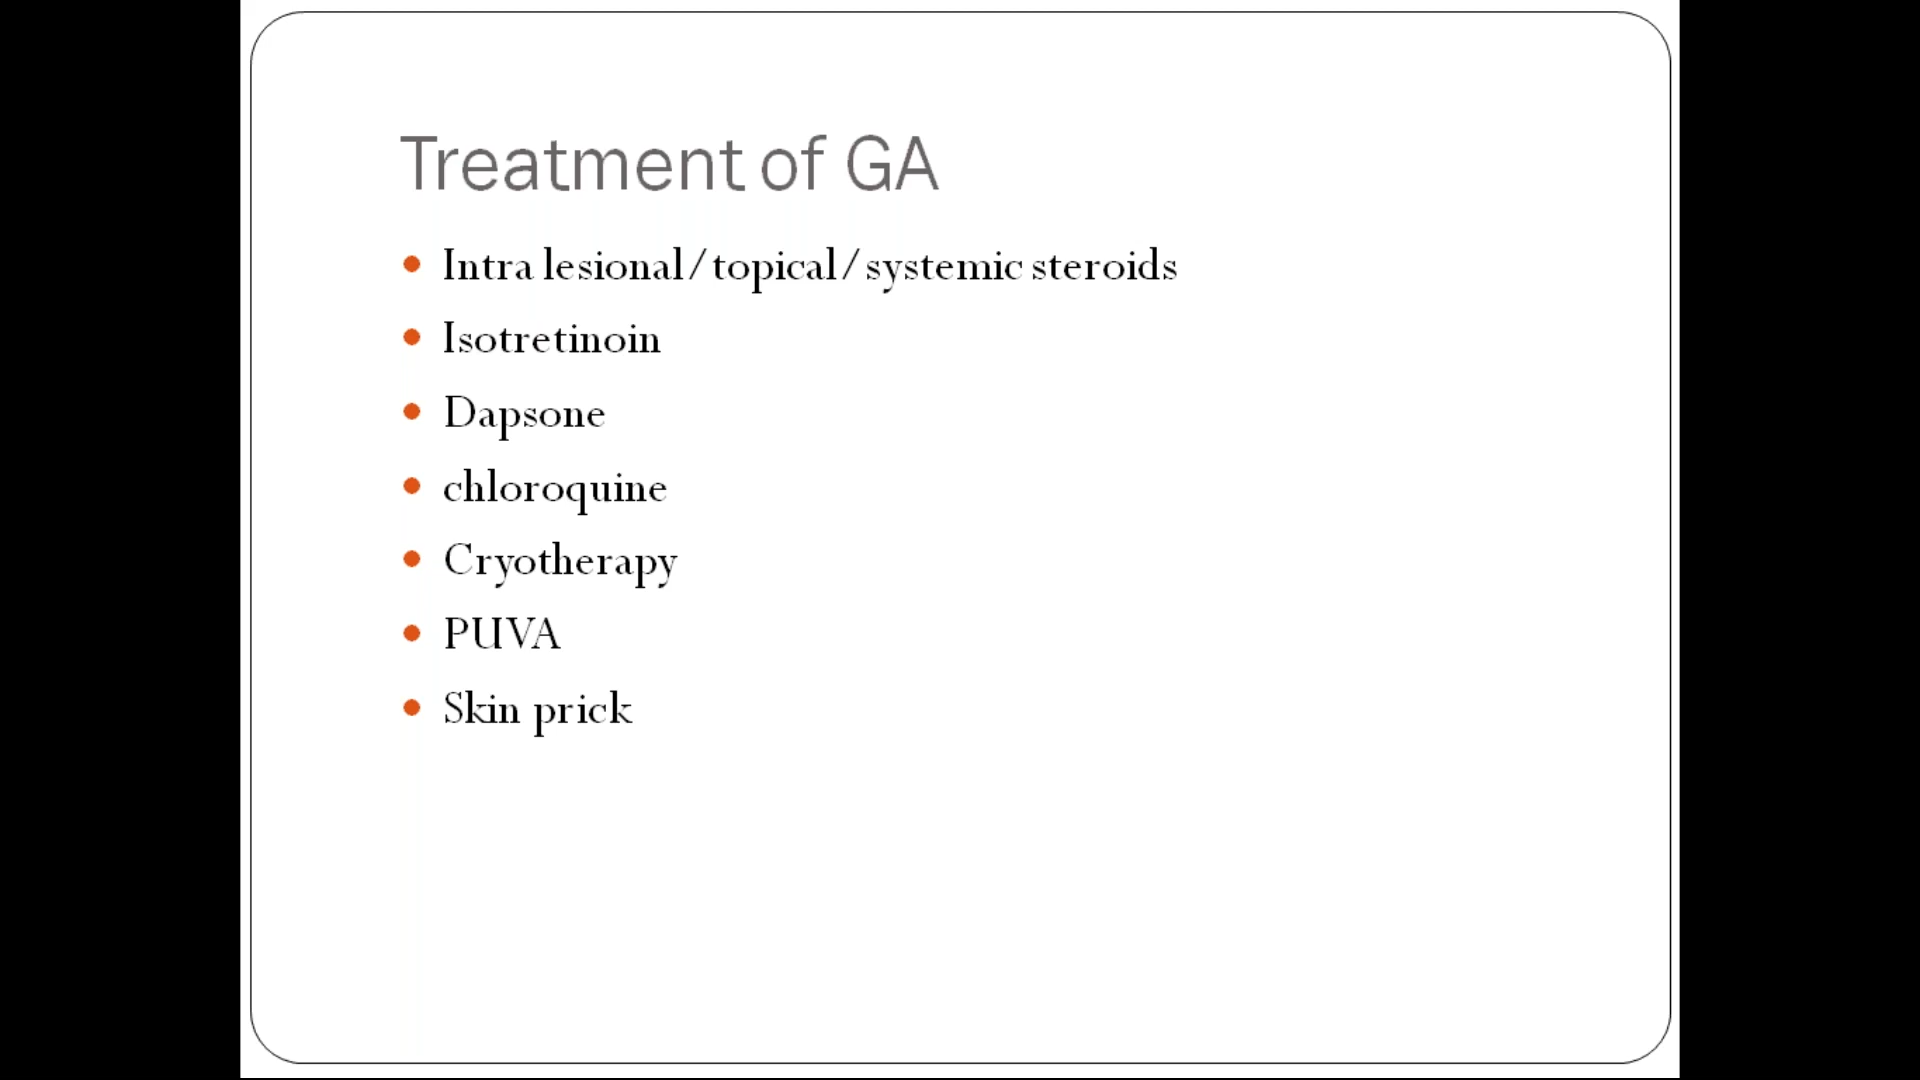 Treatment of GA
Intra lesional/topical/systemic steroids
Isotretinoin
Dapsone
chloroquine
Cryotherapy
PUVA
Skin prick